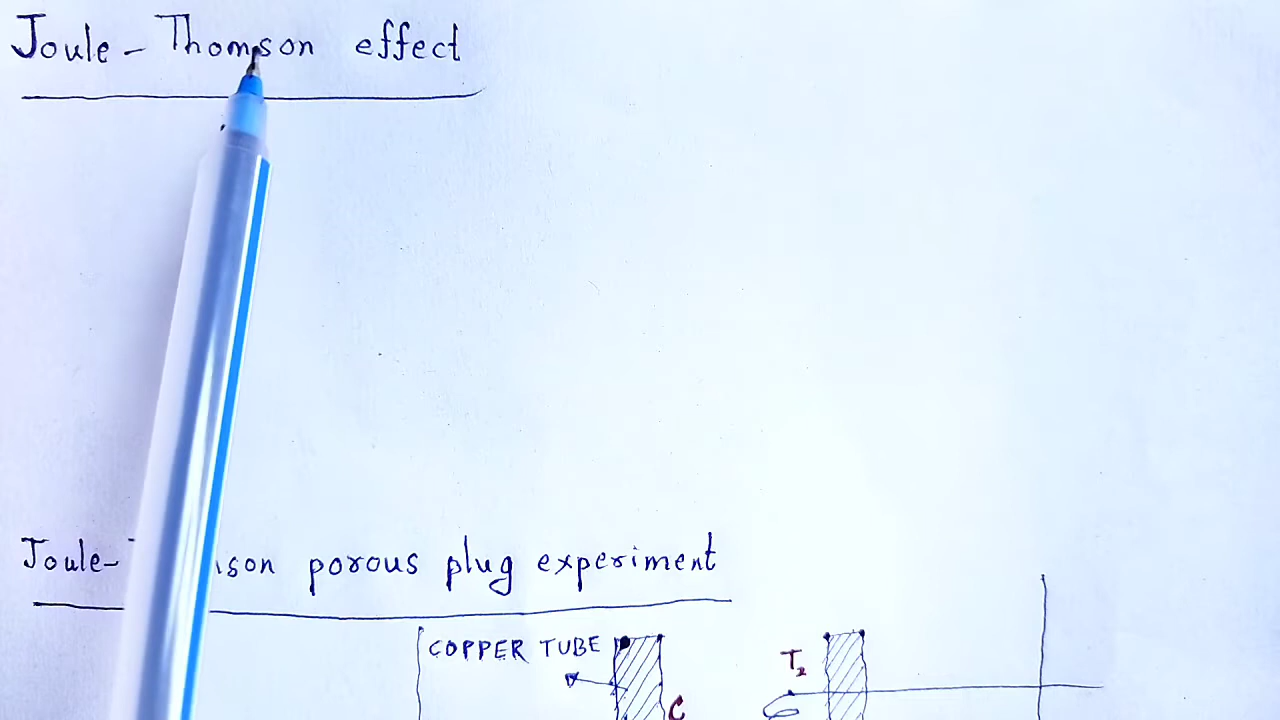 Joule - Thomson effect
Joule- son porous plug experiment
COPPER TUBE
T2
C